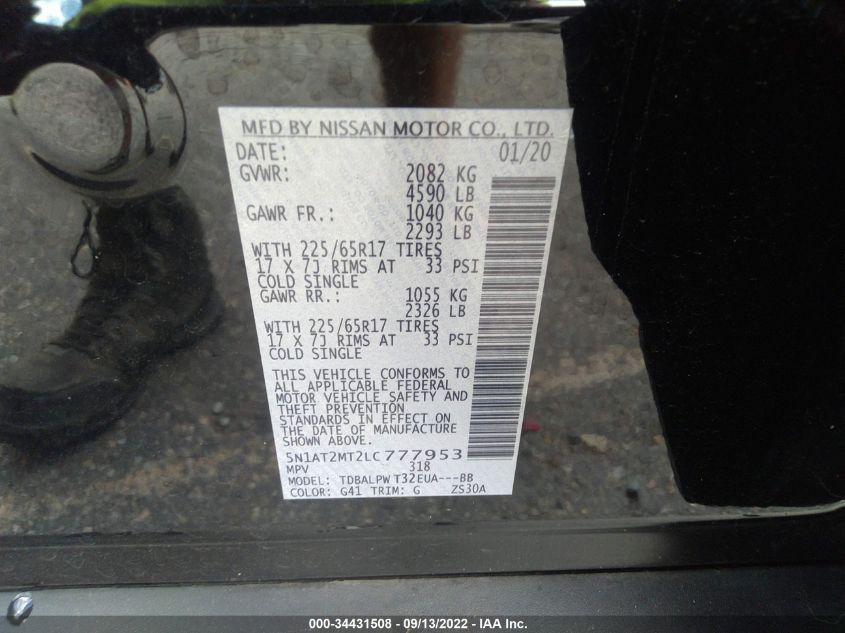 MFD BY NISSAN MOTOR CO., LTD.
DATE: 01/20
GVWR: 2082 KG
4590 LB
GAWR FR.: 1040 KG
2293 LB
WITH 225/65R17 TIRES
17 X 7J RIMS AT 33 PSI
COLD SINGLE
GAWR RR.: 1055 KG
2326 LB
WITH 225/65R17 TIRES
17 X 7J RIMS AT 33 PSI
COLD SINGLE
THIS VEHICLE CONFORMS TO
ALL APPLICABLE FEDERAL
MOTOR VEHICLE SAFETY AND
THEFT PREVENTION
STANDARDS IN EFFECT ON
THE DATE OF MANUFACTURE
SHOWN ABOVE.
5N1AT2MT2LC777953
MPV 318
MODEL: TDBALPW T32EUA---BB
COLOR: G41 TRIM: G ZS30A
000-34431508 - 09/13/2022 - IAA Inc.